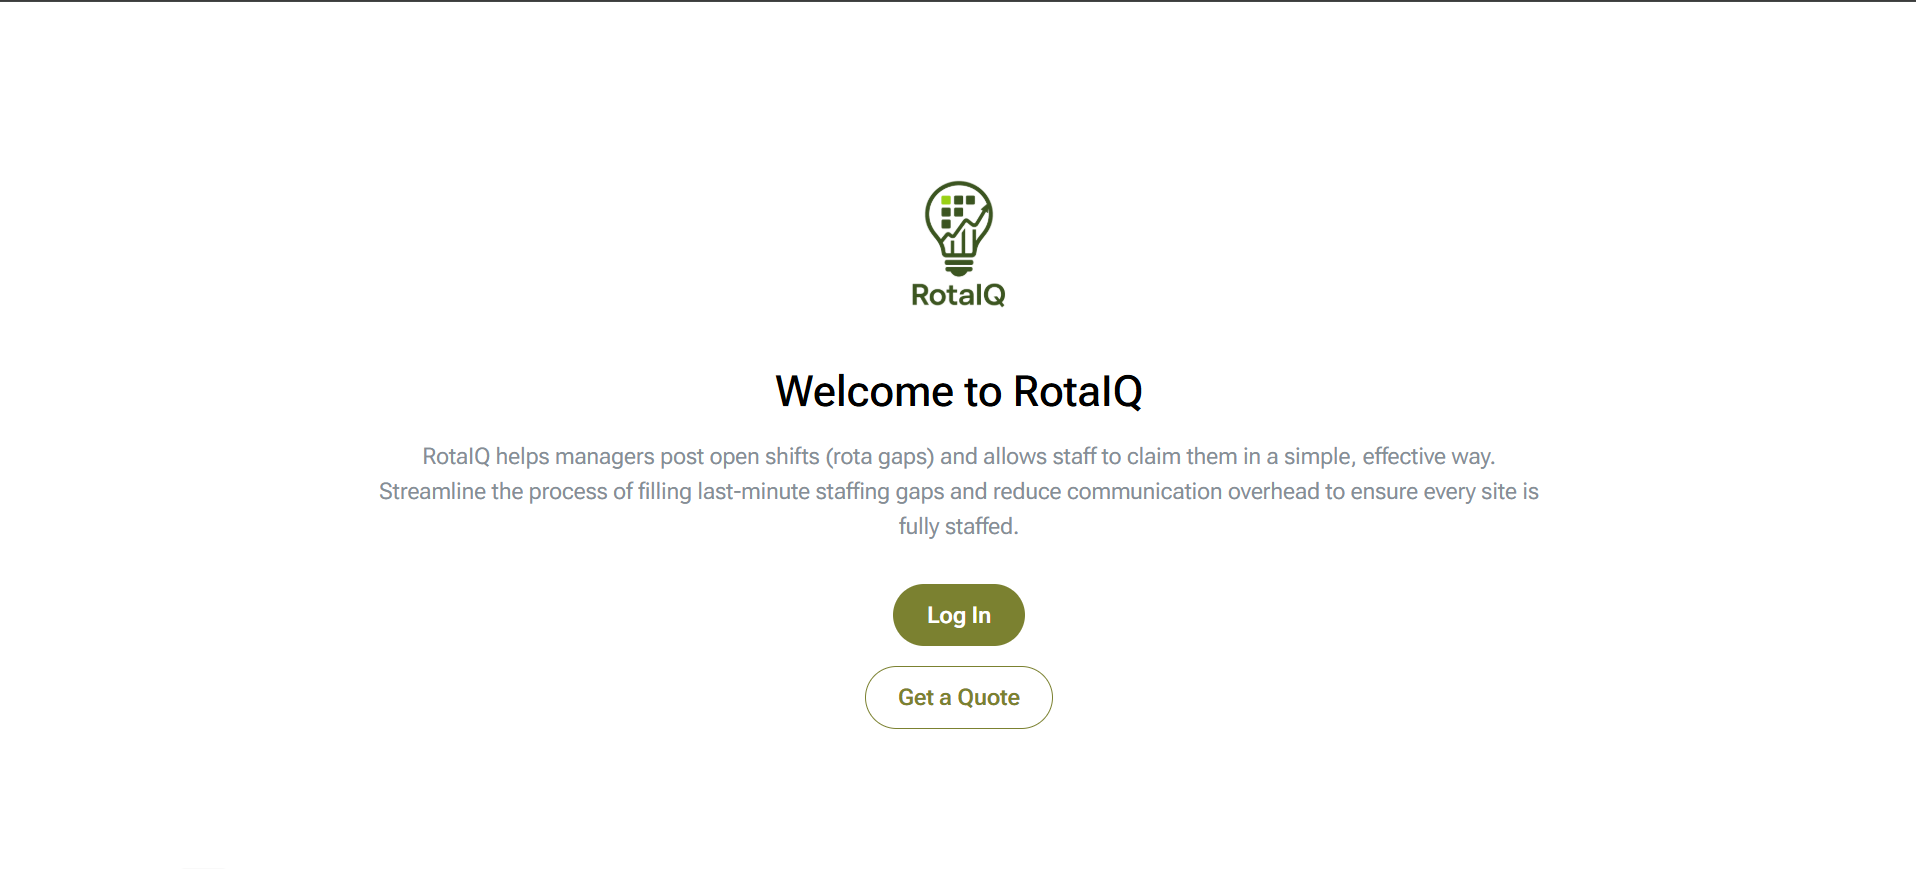 RotaIQ
Welcome to RotaIQ
RotaIQ helps managers post open shifts (rota gaps) and allows staff to claim them in a simple, effective way.
Streamline the process of filling last-minute staffing gaps and reduce communication overhead to ensure every site is
fully staffed.
Log In
Get a Quote